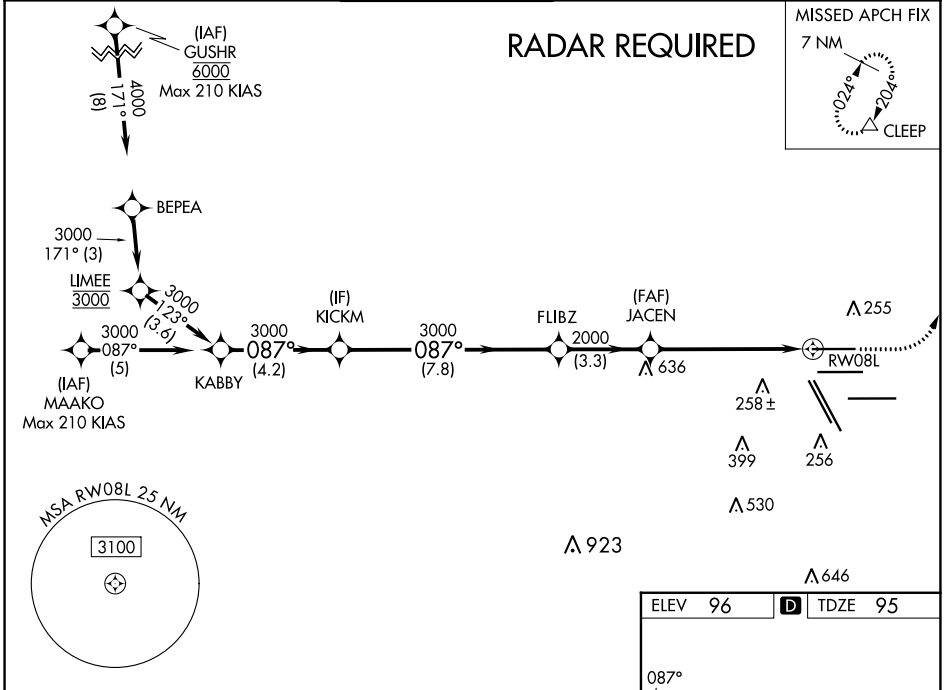 (IAF)
GUSHR
6000
Max 210 KIAS
RADAR REQUIRED
MISSED APCH FIX
7 NM
024°
204°
CLEEP
4000
171°
(8)
BEPEA
3000
171° (3)
LIMEE
3000
3000
123°
(3.6)
3000
087°
(5)
(IAF)
MAAKO
Max 210 KIAS
KABBY
3000
087°
(4.2)
(IF)
KICKM
3000
087°
(7.8)
FLIBZ
2000
(3.3)
(FAF)
JACEN
636
255
RW08L
258 ±
399
256
530
923
646
MSA RW08L 25 NM
3100
ELEV 96 D TDZE 95
087°